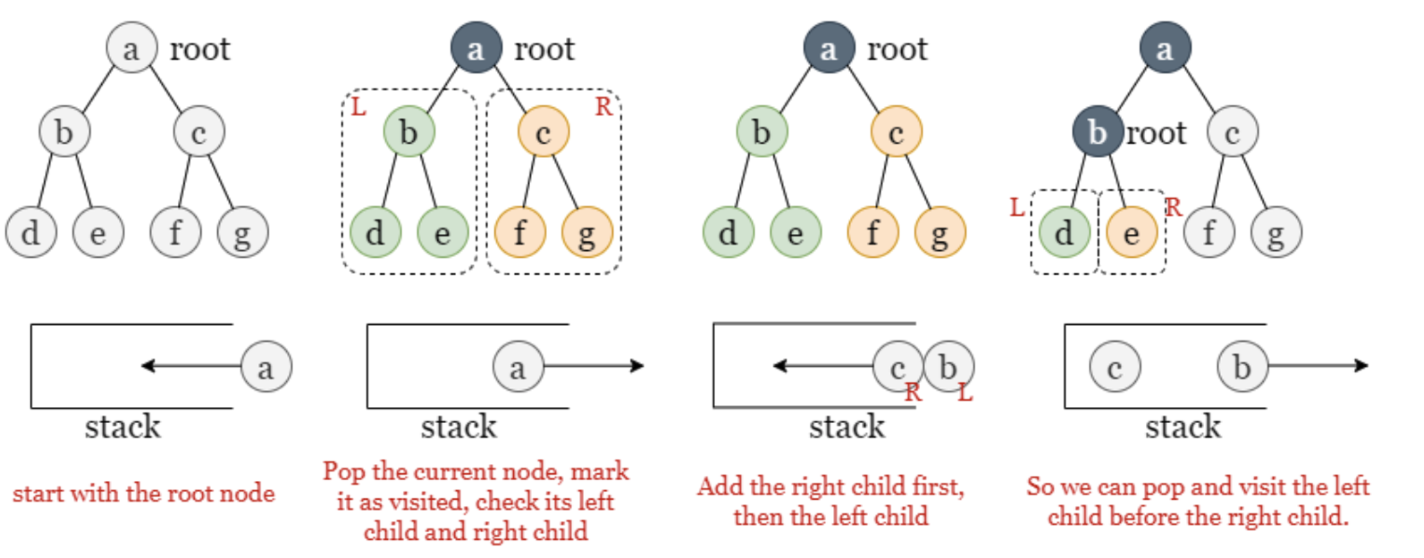 a root
b c
d e f g
a
stack
start with the root node
a root
L R
b c
d e f g
a
stack
Pop the current node, mark
it as visited, check its left
child and right child
a root
b c
d e f g
c b
R L
stack
Add the right child first,
then the left child
a
b root c
L R
d e f g
c b
stack
So we can pop and visit the left
child before the right child.